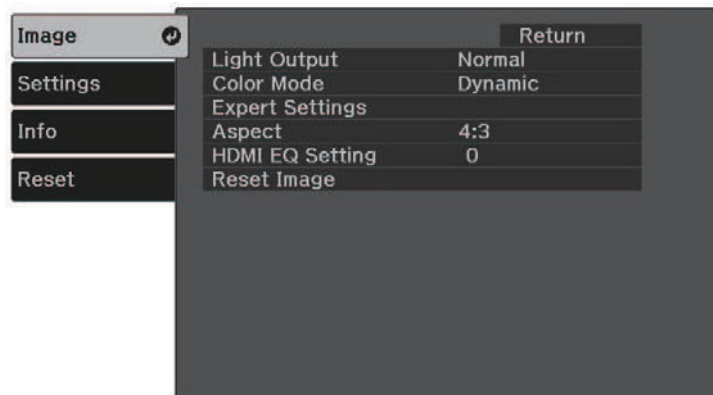 Image
Settings
Info
Reset
Return
Light Output Normal
Color Mode Dynamic
Expert Settings
Aspect 4:3
HDMI EQ Setting 0
Reset Image